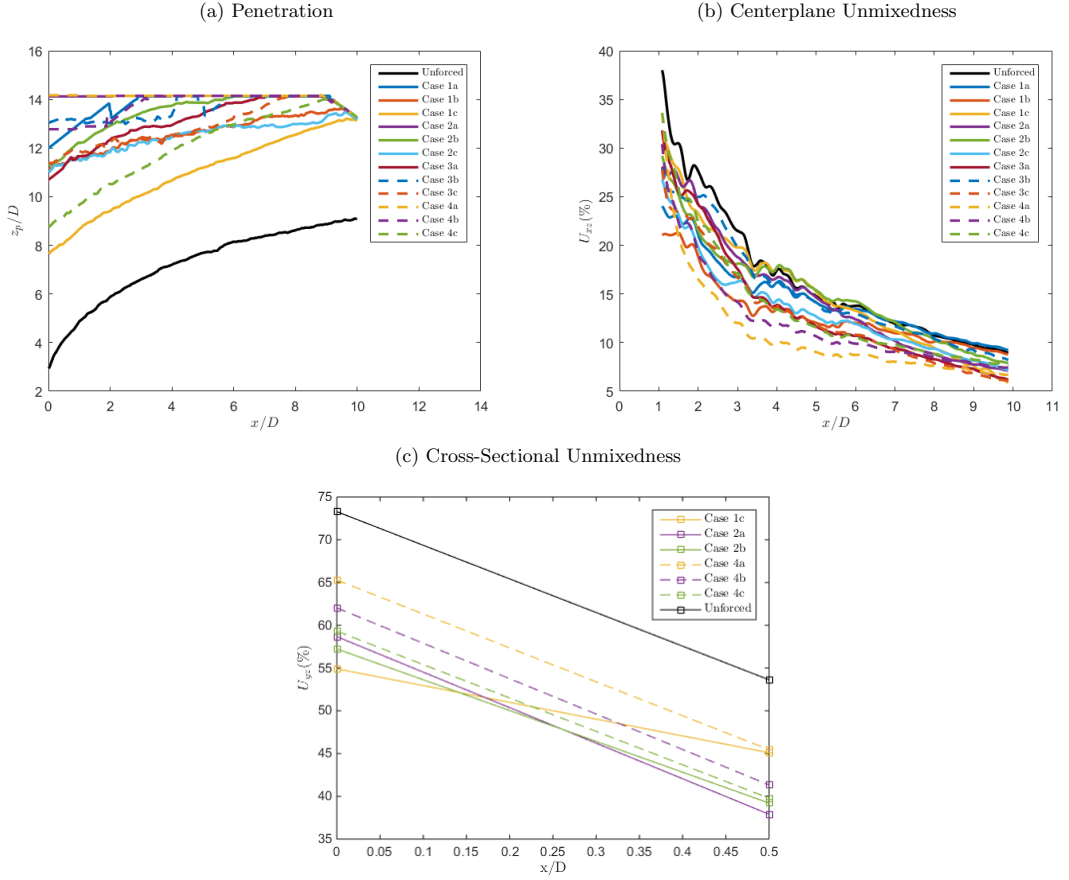 (a) Penetration
16
14
12
10
8
6
4
2
0
2
4
6
8
10
12
14
z_p/D
x/D
Unforced
Case 1a
Case 1b
Case 1c
Case 2a
Case 2b
Case 2c
Case 3a
Case 3b
Case 3c
Case 4a
Case 4b
Case 4c
(b) Centerplane Unmixedness
40
35
30
25
20
15
10
5
0
1
2
3
4
5
6
7
8
9
10
11
U_xz(%)
x/D
Unforced
Case 1a
Case 1b
Case 1c
Case 2a
Case 2b
Case 2c
Case 3a
Case 3b
Case 3c
Case 4a
Case 4b
Case 4c
(c) Cross-Sectional Unmixedness
75
70
65
60
55
50
45
40
35
0
0.05
0.1
0.15
0.2
0.25
0.3
0.35
0.4
0.45
0.5
U_yz(%)
x/D
Case 1c
Case 2a
Case 2b
Case 4a
Case 4b
Case 4c
Unforced